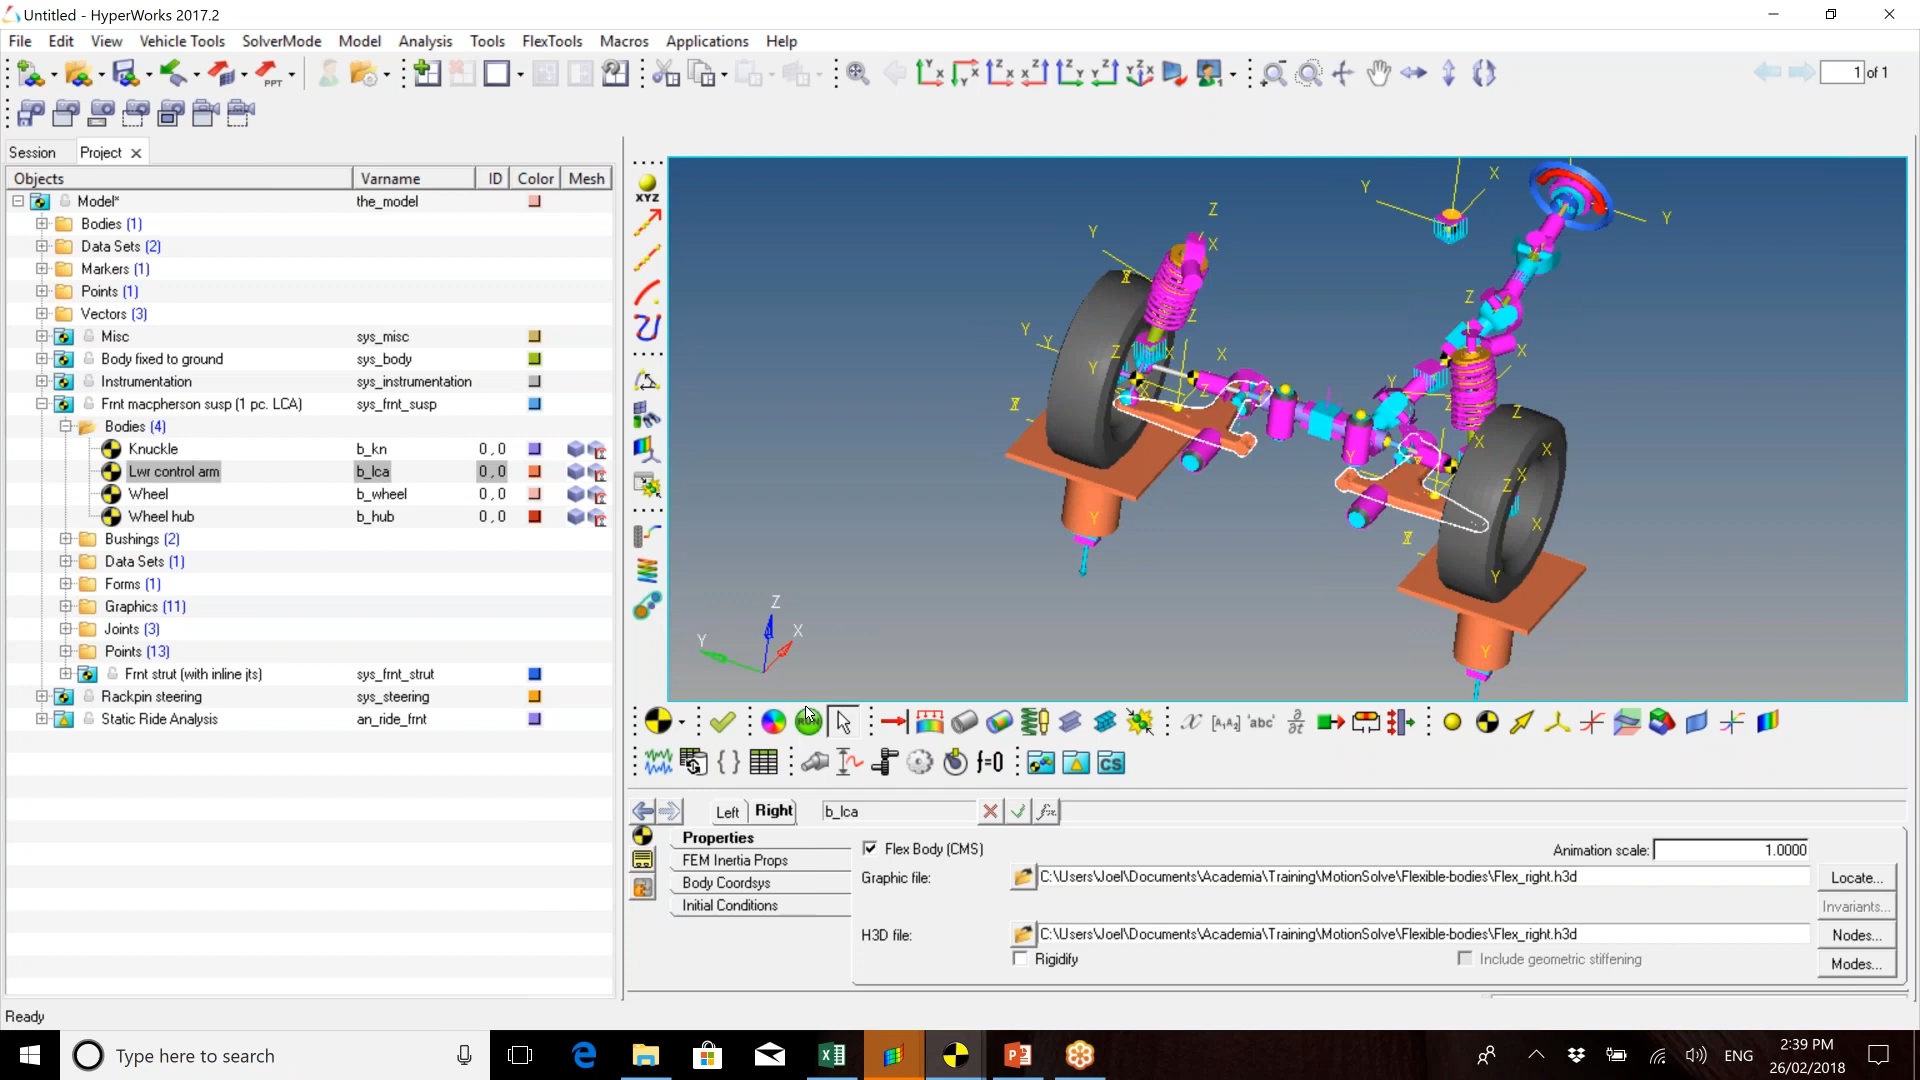 Untitled - HyperWorks 2017.2
File Edit View Vehicle Tools SolverMode Model Analysis Tools FlexTools Macros Applications Help
PPT
1 of 1
Session Project
Objects Varname ID Color Mesh
Model* the_model
Bodies (1)
Data Sets (2)
Markers (1)
Points (1)
Vectors (3)
Misc sys_misc
Body fixed to ground sys_body
Instrumentation sys_instrumentation
Frnt macpherson susp (1 pc. LCA) sys_frnt_susp
Bodies (4)
Knuckle b_kn 0,0
Lwr control arm b_lca 0,0
Wheel b_wheel 0,0
Wheel hub b_hub 0,0
Bushings (2)
Data Sets (1)
Forms (1)
Graphics (11)
Joints (3)
Points (13)
Frnt strut (with inline jts) sys_frnt_strut
Rackpin steering sys_steering
Static Ride Analysis an_ride_frnt
XYZ
Z
X
Y
'abc'
{ }
f=0
CS
Left Right b_lca
Properties
FEM Inertia Props
Body Coordsys
Initial Conditions
Flex Body (CMS)
Animation scale: 1.0000
Graphic file: C:\Users\Joel\Documents\Academia\Training\MotionSolve\Flexible-bodies\Flex_right.h3d Locate...
Invariants...
H3D file: C:\Users\Joel\Documents\Academia\Training\MotionSolve\Flexible-bodies\Flex_right.h3d Nodes...
Rigidify Include geometric stiffening Modes...
Ready
Type here to search
ENG
2:39 PM
26/02/2018